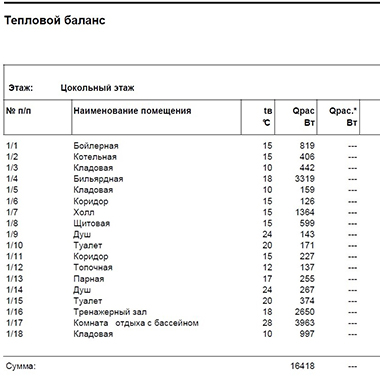 Тепловой баланс
Этаж: Цокольный этаж
№ п/п Наименование помещения tв Qрас Qрас.*
°C Вт Вт
1/1 Бойлерная 15 819 ---
1/2 Котельная 15 406 ---
1/3 Кладовая 10 442 ---
1/4 Бильярдная 18 3319 ---
1/5 Кладовая 10 159 ---
1/6 Коридор 15 126 ---
1/7 Холл 15 1364 ---
1/8 Щитовая 15 599 ---
1/9 Душ 24 143 ---
1/10 Туалет 20 171 ---
1/11 Коридор 15 227 ---
1/12 Топочная 12 137 ---
1/13 Парная 17 255 ---
1/14 Душ 24 267 ---
1/15 Туалет 20 374 ---
1/16 Тренажерный зал 18 2650 ---
1/17 Комната отдыха с бассейном 28 3963 ---
1/18 Кладовая 10 997 ---
Сумма: 16418 ---